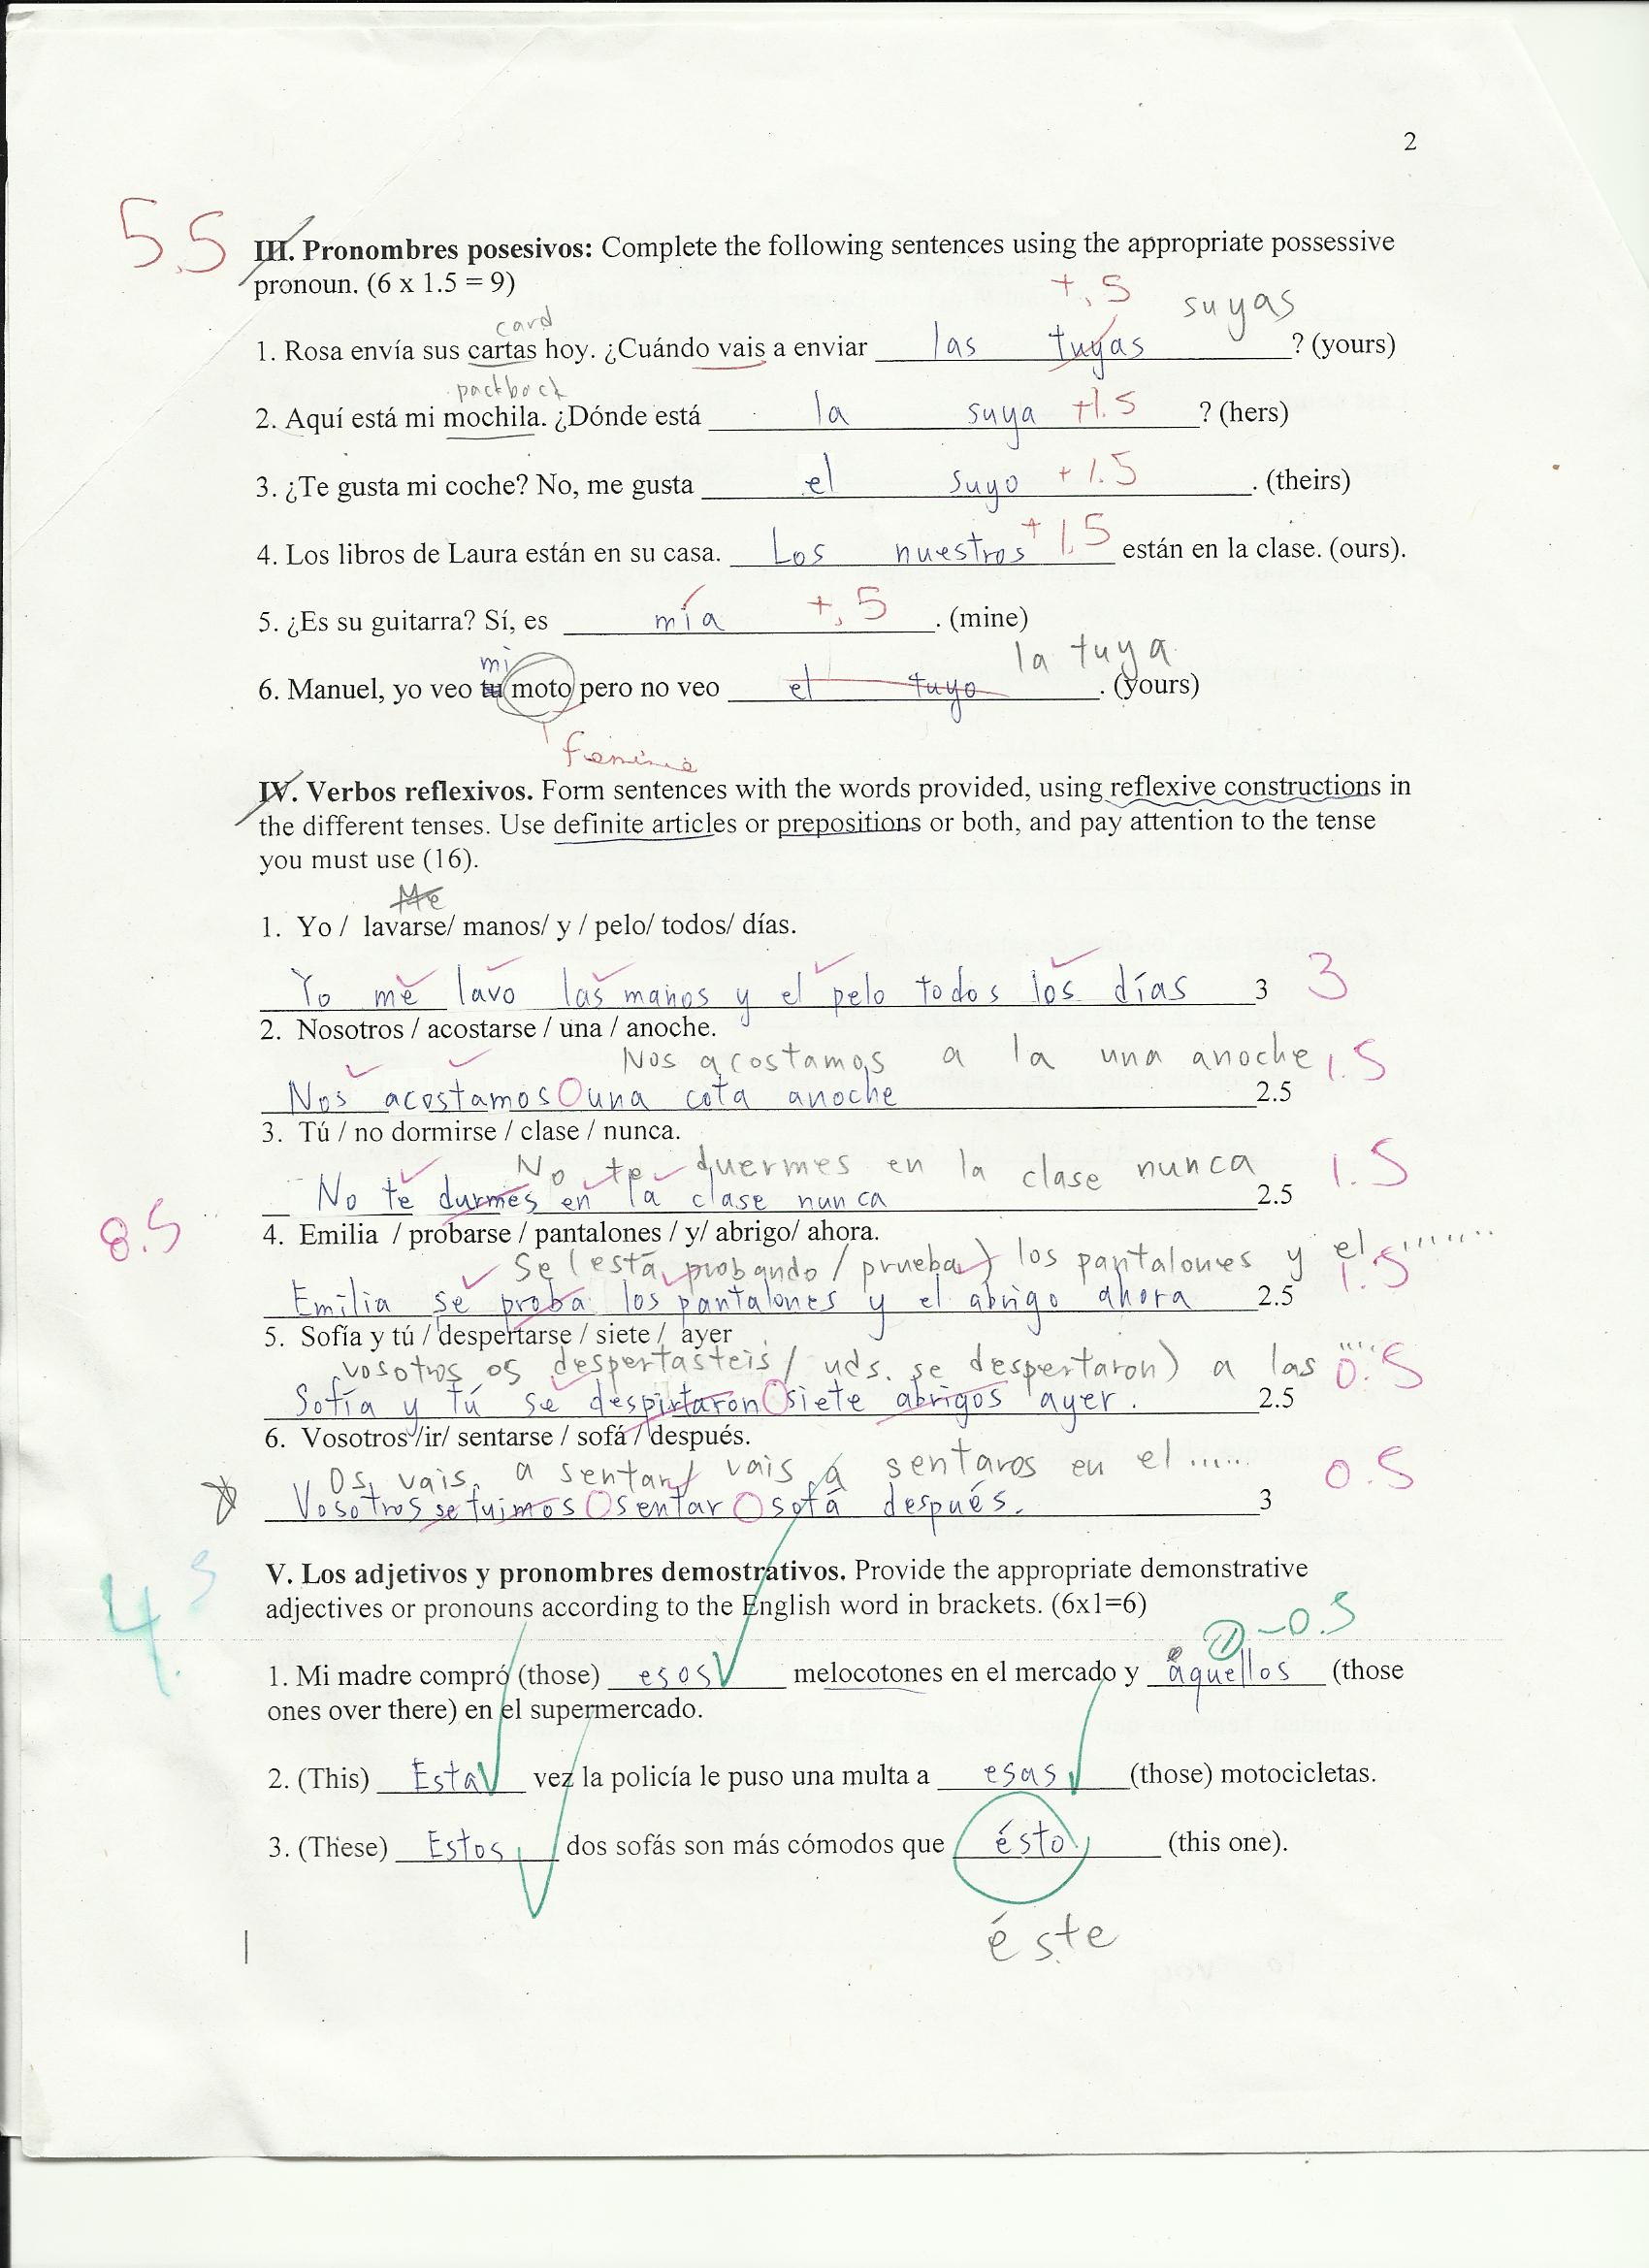 2
5.5
III. Pronombres posesivos: Complete the following sentences using the appropriate possessive
pronoun. (6 x 1.5 = 9)
+.5 suyas
card
1. Rosa envía sus cartas hoy. ¿Cuándo vais a enviar las tuyas ? (yours)
packbock
2. Aquí está mi mochila. ¿Dónde está la suya +1.5 ? (hers)
3. ¿Te gusta mi coche? No, me gusta el suyo +1.5 . (theirs)
4. Los libros de Laura están en su casa. Los nuestros +1.5 están en la clase. (ours).
5. ¿Es su guitarra? Sí, es mía +.5 . (mine)
mi la tuya
6. Manuel, yo veo tu moto pero no veo el tuyo . (yours)
IV. Verbos reflexivos. Form sentences with the words provided, using reflexive constructions in
the different tenses. Use definite articles or prepositions or both, and pay attention to the tense
you must use (16).
Me
1. Yo / lavarse/ manos/ y / pelo/ todos/ días.
Yo me lavo las manos y el pelo todos los días 3 3
2. Nosotros / acostarse / una / anoche.
Nos acostamos a la una anoche 1.5
Nos acostamos una cota anoche 2.5
3. Tú / no dormirse / clase / nunca.
No te duermes en la clase nunca 1.5
No te durmes en la clase nunca 2.5
8.5
4. Emilia / probarse / pantalones / y/ abrigo/ ahora.
Se (está probando / prueba) los pantalones y el ........ 1.5
Emilia se proba los pantalones y el abrigo ahora 2.5
5. Sofía y tú / despertarse / siete / ayer
vosotros os despertasteis / uds. se despertaron) a las .... 0.5
Sofía y tú se despirtaron siete abrigos ayer. 2.5
6. Vosotros /ir/ sentarse / sofá / después.
Os vais a sentar / vais a sentaros en el ...... 0.5
Vosotros se fuimos sentar sofá después. 3
4.5
V. Los adjetivos y pronombres demostrativos. Provide the appropriate demonstrative
adjectives or pronouns according to the English word in brackets. (6x1=6)
-0.5
1. Mi madre compró (those) esos melocotones en el mercado y aquellos (those
ones over there) en el supermercado.
2. (This) Esta vez la policía le puso una multa a esas (those) motocicletas.
3. (These) Estos dos sofás son más cómodos que ésto (this one).
éste